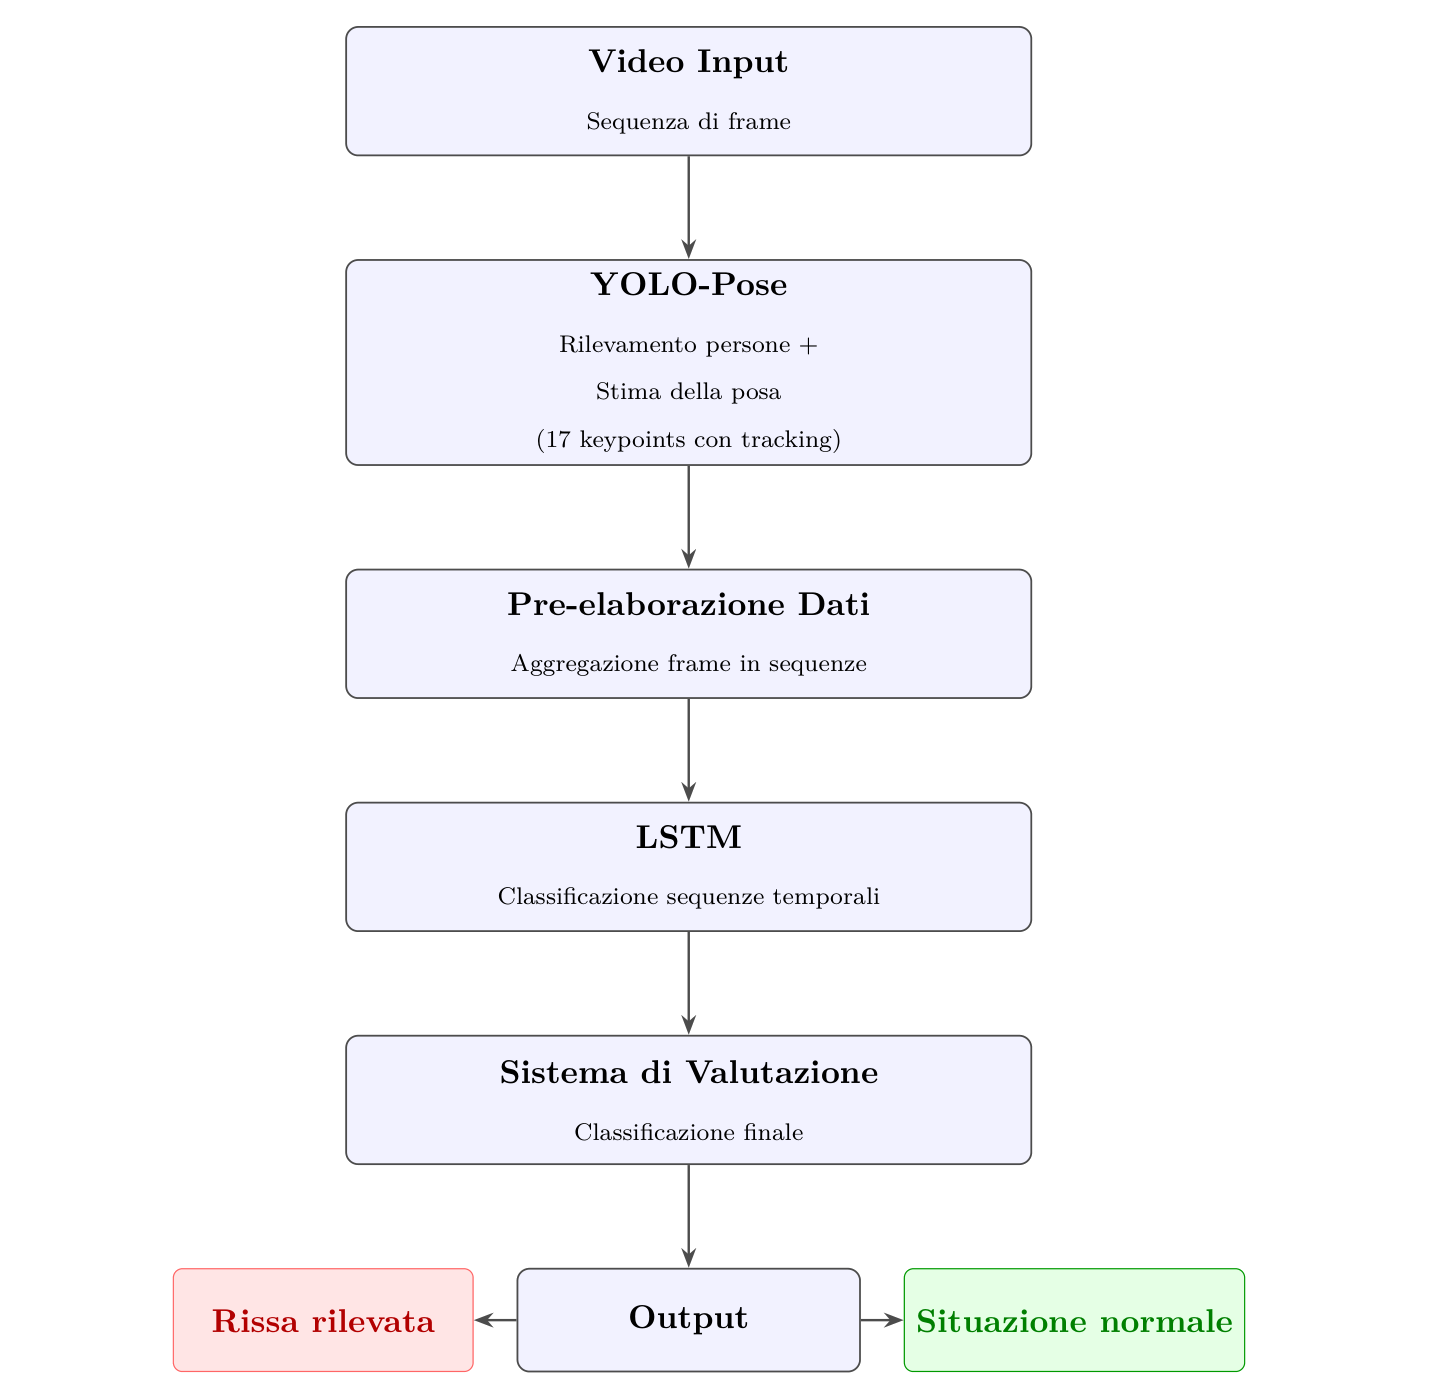 Video Input
Sequenza di frame
YOLO-Pose
Rilevamento persone +
Stima della posa
(17 keypoints con tracking)
Pre-elaborazione Dati
Aggregazione frame in sequenze
LSTM
Classificazione sequenze temporali
Sistema di Valutazione
Classificazione finale
Rissa rilevata
Output
Situazione normale